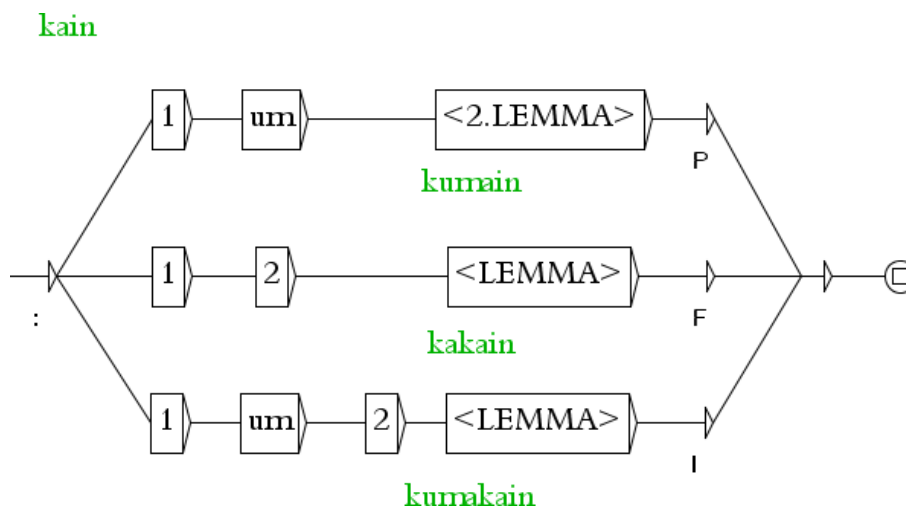 kain
1 um <2.LEMMA>
P
kumain
1 2 <LEMMA>
: F
kakain
1 um 2 <LEMMA>
I
kumakain